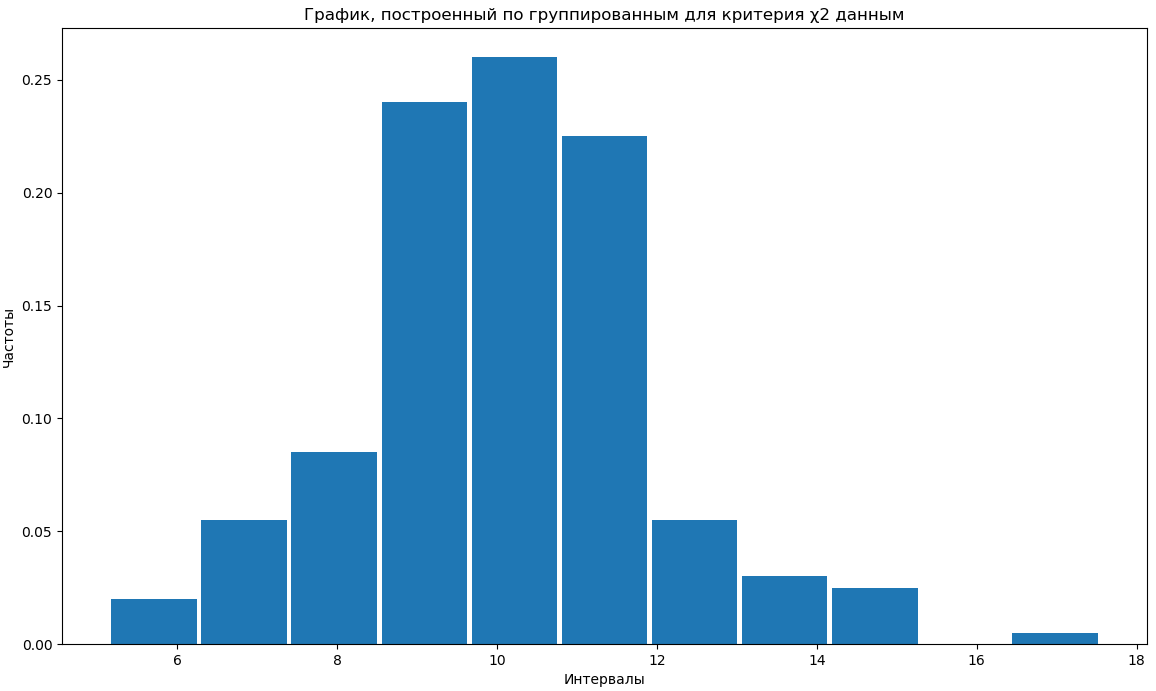 График, построенный по группированным для критерия χ2 данным
Частоты
0.25
0.20
0.15
0.10
0.05
0.00
6 8 10 12 14 16 18
Интервалы